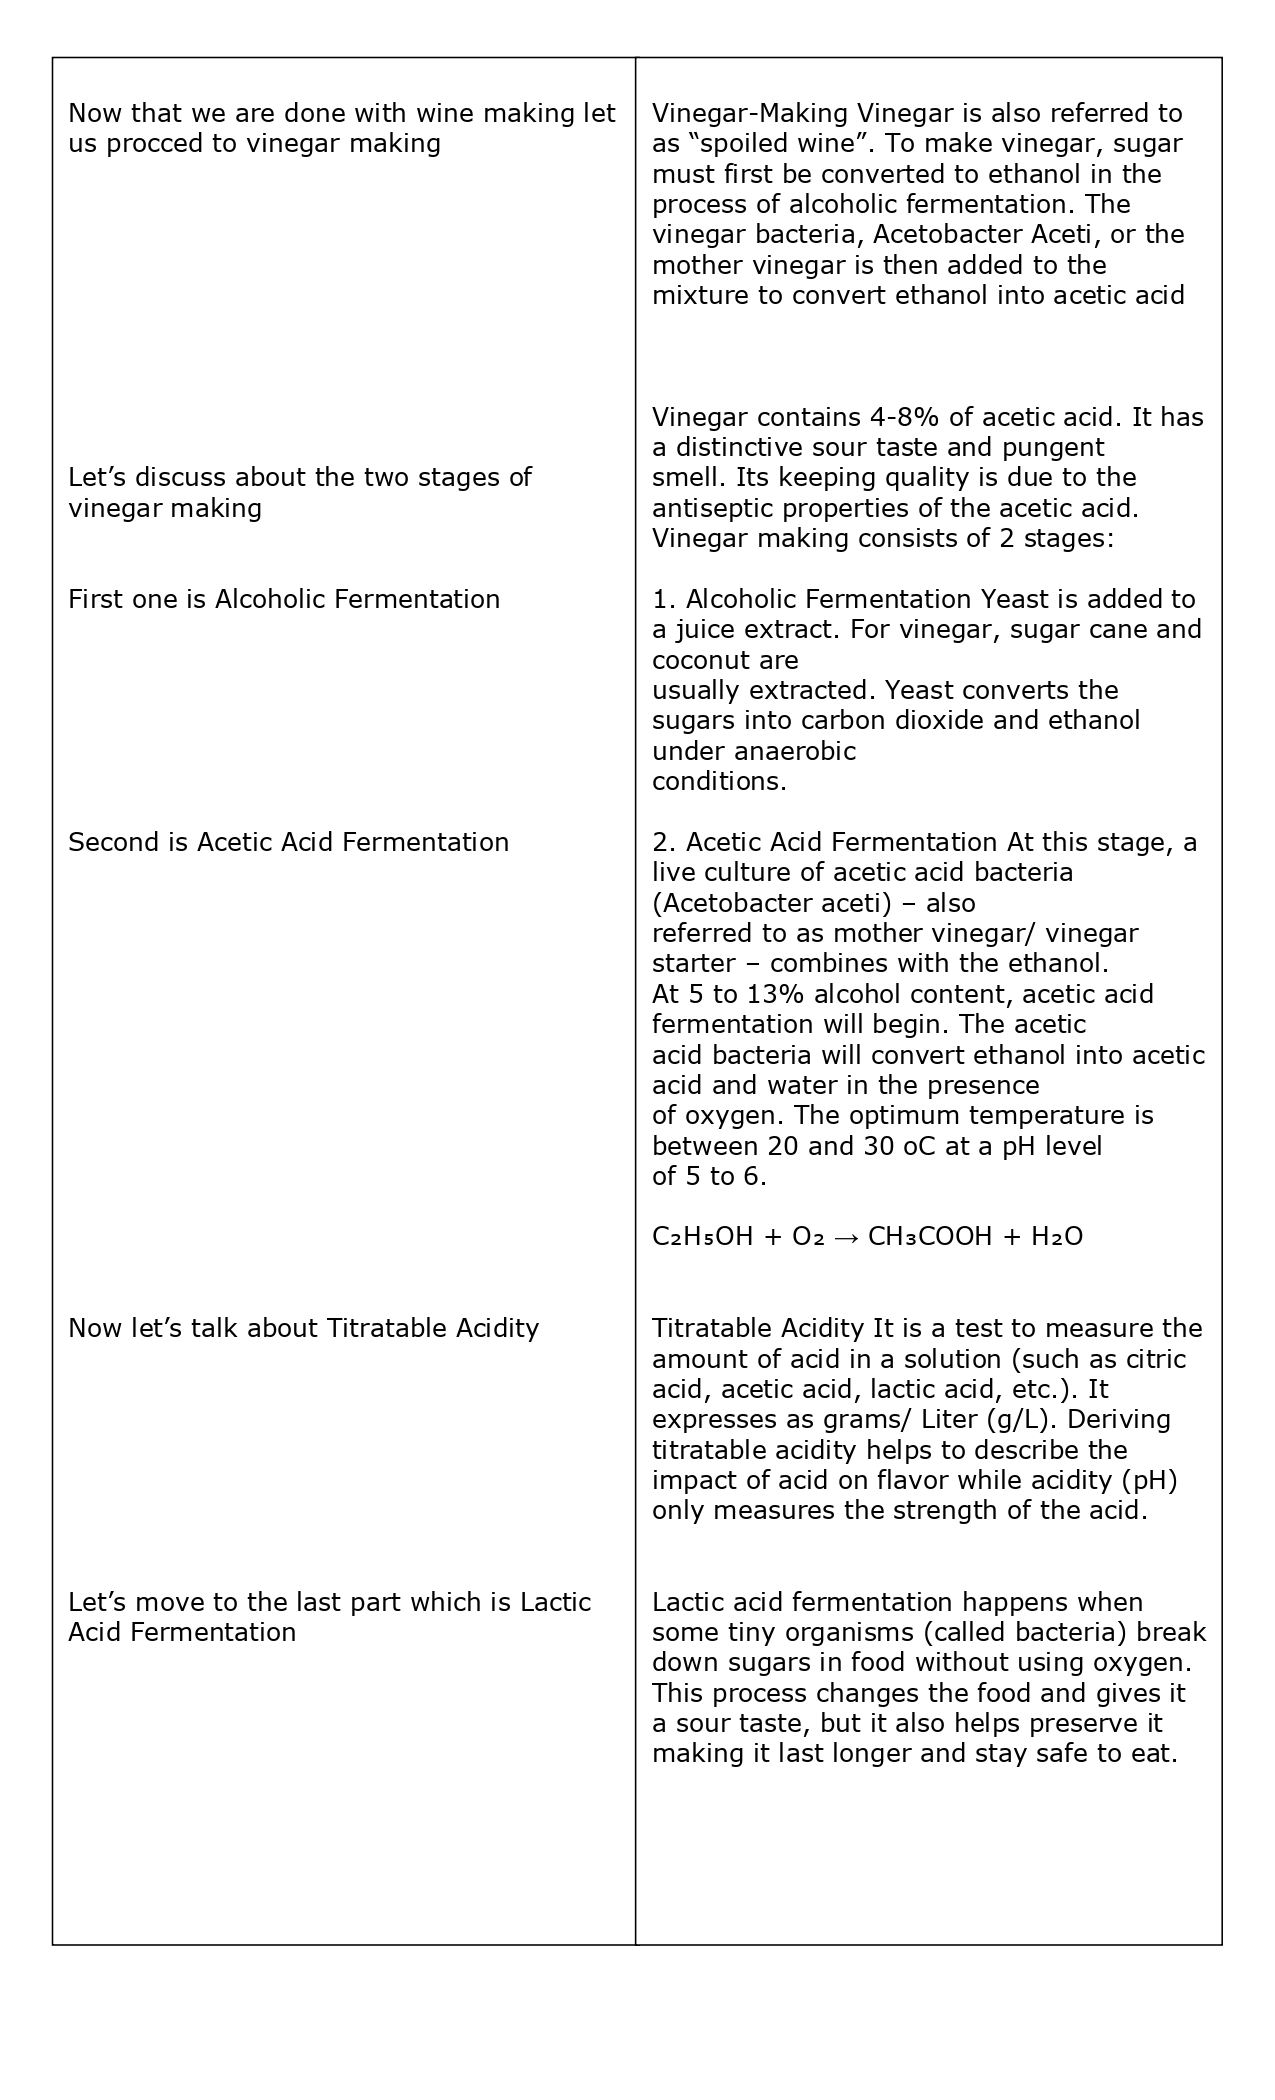 Now that we are done with wine making let
us procced to vinegar making
Vinegar-Making Vinegar is also referred to
as “spoiled wine”. To make vinegar, sugar
must first be converted to ethanol in the
process of alcoholic fermentation. The
vinegar bacteria, Acetobacter Aceti, or the
mother vinegar is then added to the
mixture to convert ethanol into acetic acid
Let’s discuss about the two stages of
vinegar making
Vinegar contains 4-8% of acetic acid. It has
a distinctive sour taste and pungent
smell. Its keeping quality is due to the
antiseptic properties of the acetic acid.
Vinegar making consists of 2 stages:
First one is Alcoholic Fermentation
1. Alcoholic Fermentation Yeast is added to
a juice extract. For vinegar, sugar cane and
coconut are
usually extracted. Yeast converts the
sugars into carbon dioxide and ethanol
under anaerobic
conditions.
Second is Acetic Acid Fermentation
2. Acetic Acid Fermentation At this stage, a
live culture of acetic acid bacteria
(Acetobacter aceti) – also
referred to as mother vinegar/ vinegar
starter – combines with the ethanol.
At 5 to 13% alcohol content, acetic acid
fermentation will begin. The acetic
acid bacteria will convert ethanol into acetic
acid and water in the presence
of oxygen. The optimum temperature is
between 20 and 30 oC at a pH level
of 5 to 6.
C₂H₅OH + O₂ → CH₃COOH + H₂O
Now let’s talk about Titratable Acidity
Titratable Acidity It is a test to measure the
amount of acid in a solution (such as citric
acid, acetic acid, lactic acid, etc.). It
expresses as grams/ Liter (g/L). Deriving
titratable acidity helps to describe the
impact of acid on flavor while acidity (pH)
only measures the strength of the acid.
Let’s move to the last part which is Lactic
Acid Fermentation
Lactic acid fermentation happens when
some tiny organisms (called bacteria) break
down sugars in food without using oxygen.
This process changes the food and gives it
a sour taste, but it also helps preserve it
making it last longer and stay safe to eat.